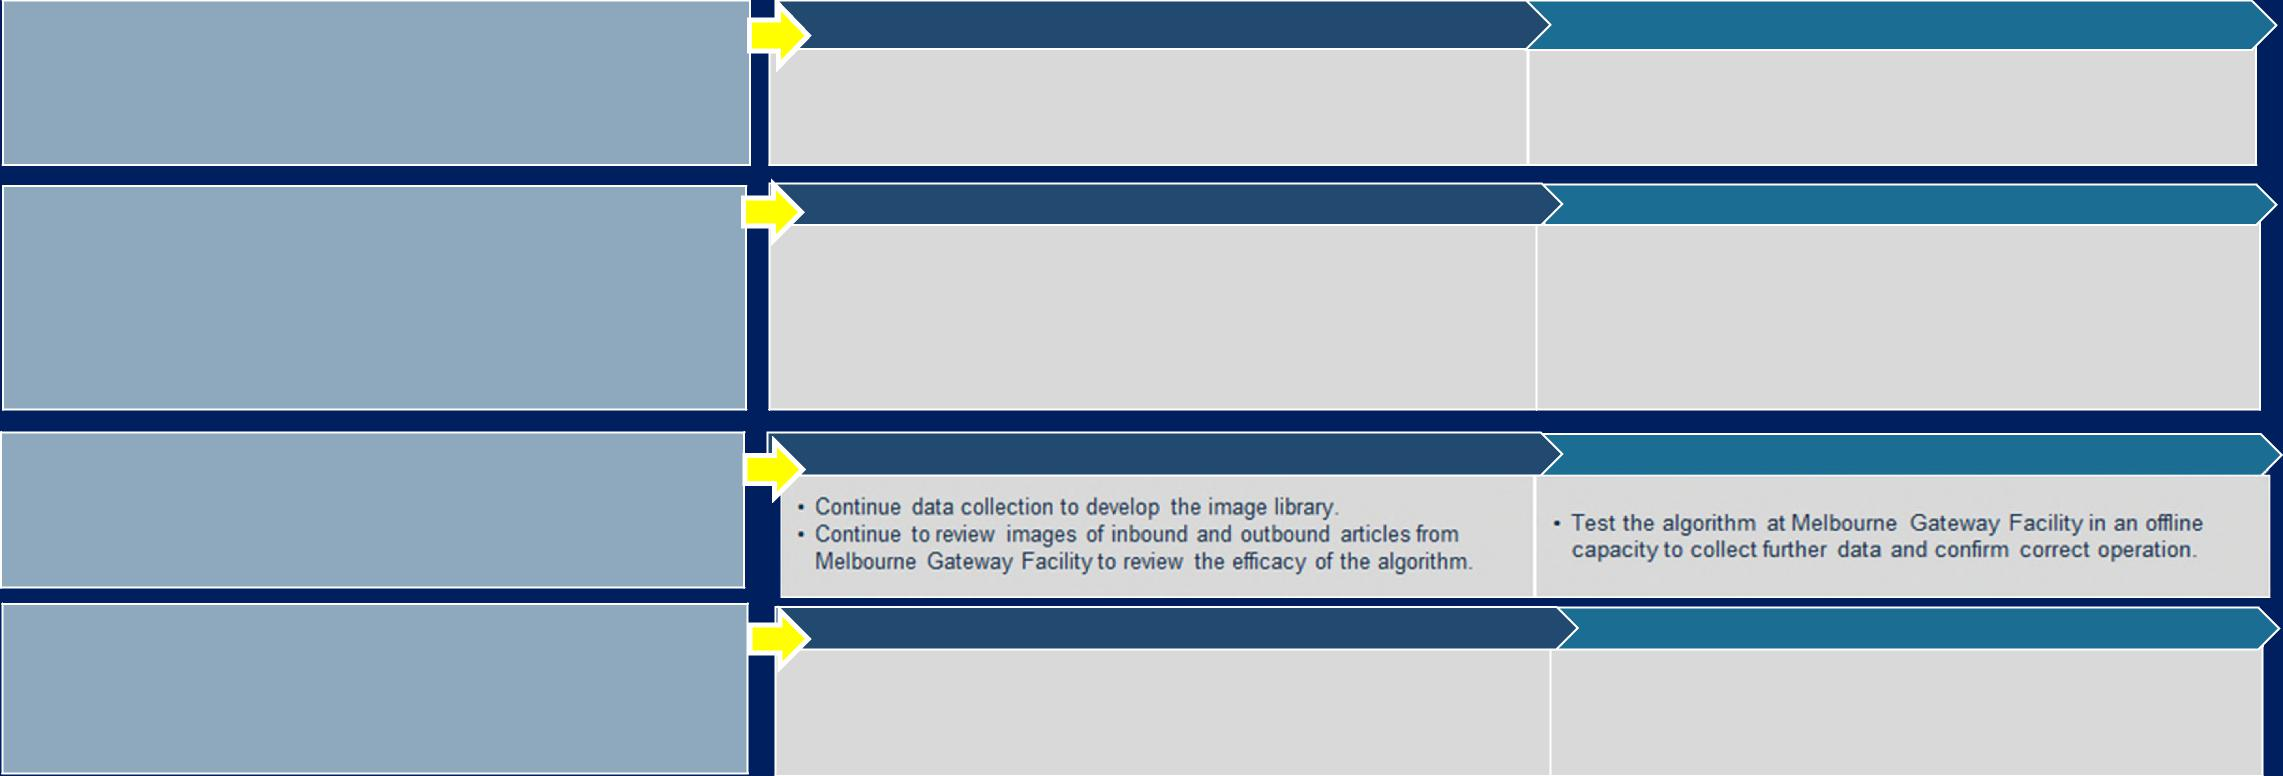 • Continue data collection to develop the image library.
• Continue to review images of inbound and outbound articles from
Melbourne Gateway Facility to review the efficacy of the algorithm.
• Test the algorithm at Melbourne Gateway Facility in an offline
capacity to collect further data and confirm correct operation.